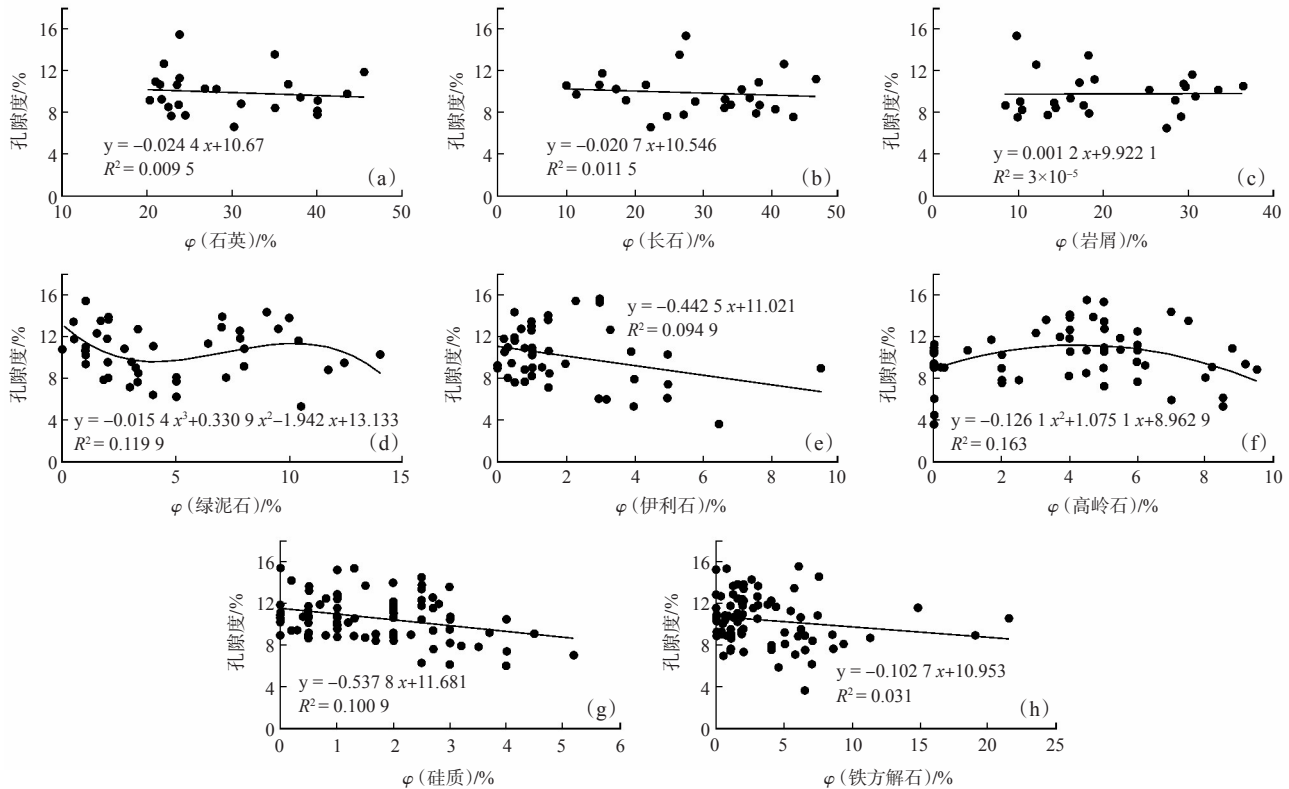 孔隙度/%
16
12
8
4
0
y = −0.024 4 x+10.67
R² = 0.009 5
(a)
10 20 30 40 50
φ (石英)/%
孔隙度/%
16
12
8
4
0
y = −0.020 7 x+10.546
R² = 0.011 5
(b)
0 10 20 30 40 50
φ (长石)/%
孔隙度/%
16
12
8
4
0
y = 0.001 2 x+9.922 1
R² = 3×10⁻⁵
(c)
0 10 20 30 40
φ (岩屑)/%
孔隙度/%
16
12
8
4
0
y = −0.015 4 x³+0.330 9 x²−1.942 x+13.133
R² = 0.119 9
(d)
0 5 10 15
φ (绿泥石)/%
孔隙度/%
16
12
8
4
0
y = −0.442 5 x+11.021
R² = 0.094 9
(e)
0 2 4 6 8 10
φ (伊利石)/%
孔隙度/%
16
12
8
4
0
y = −0.126 1 x²+1.075 1 x+8.962 9
R² = 0.163
(f)
0 2 4 6 8 10
φ (高岭石)/%
孔隙度/%
16
12
8
4
0
y = −0.537 8 x+11.681
R² = 0.100 9
(g)
0 1 2 3 4 5 6
φ (硅质)/%
孔隙度/%
16
12
8
4
0
y = −0.102 7 x+10.953
R² = 0.031
(h)
0 5 10 15 20 25
φ (铁方解石)/%